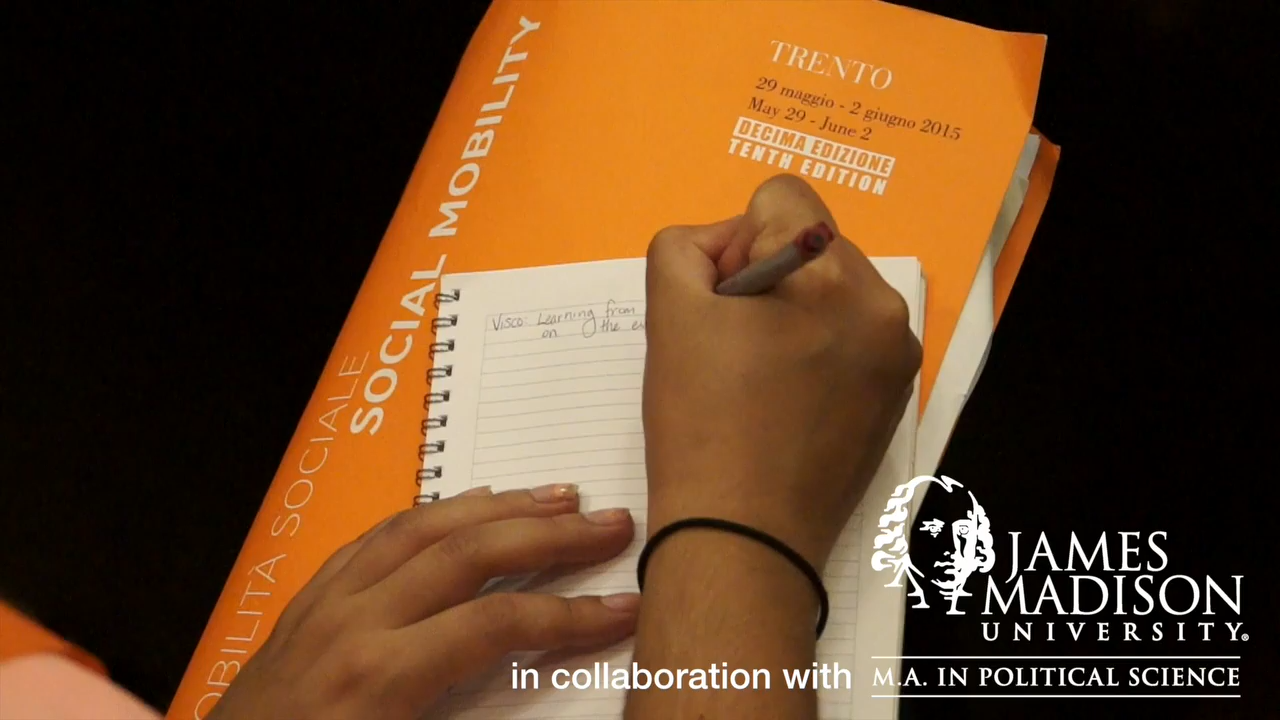 SOCIAL MOBILITY
OBILITÀ SOCIALE
TRENTO
29 maggio - 2 giugno 2015
May 29 - June 2
DECIMA EDIZIONE
TENTH EDITION
Visco: Learning from
on the
JAMES
MADISON
UNIVERSITY®
in collaboration with
M.A. IN POLITICAL SCIENCE